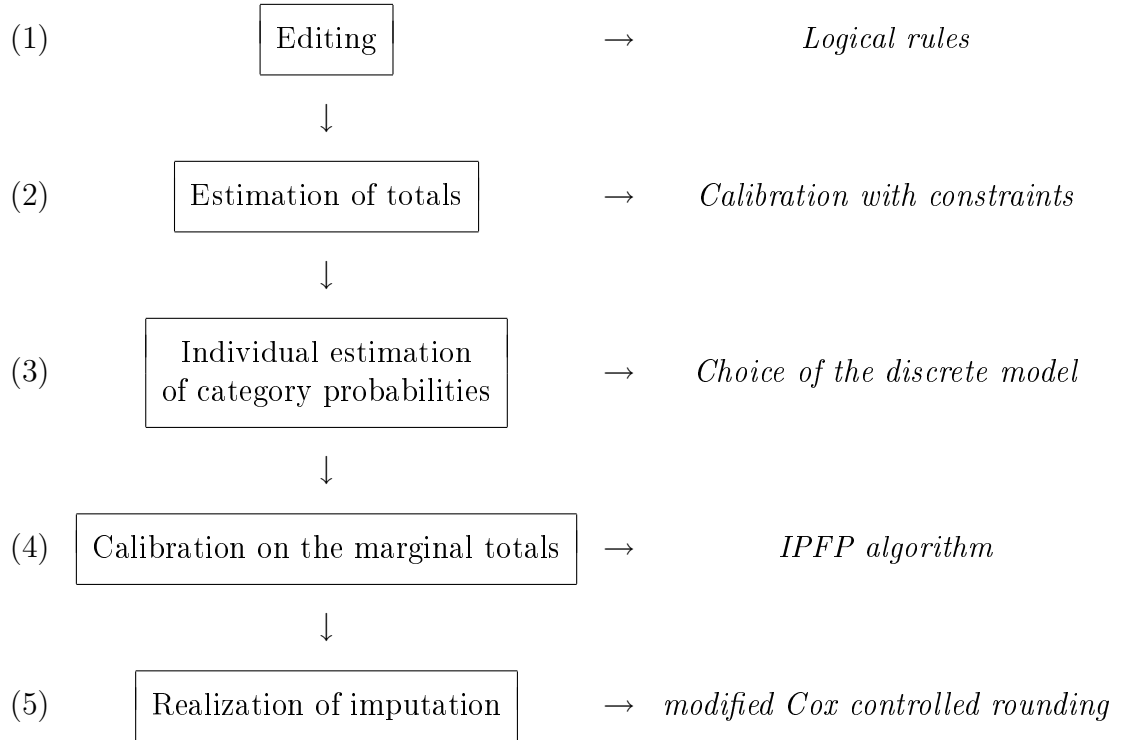 (1) Editing → Logical rules
↓
(2) Estimation of totals → Calibration with constraints
↓
Individual estimation
(3) → Choice of the discrete model
of category probabilities
↓
(4) Calibration on the marginal totals → IPFP algorithm
↓
(5) Realization of imputation → modified Cox controlled rounding